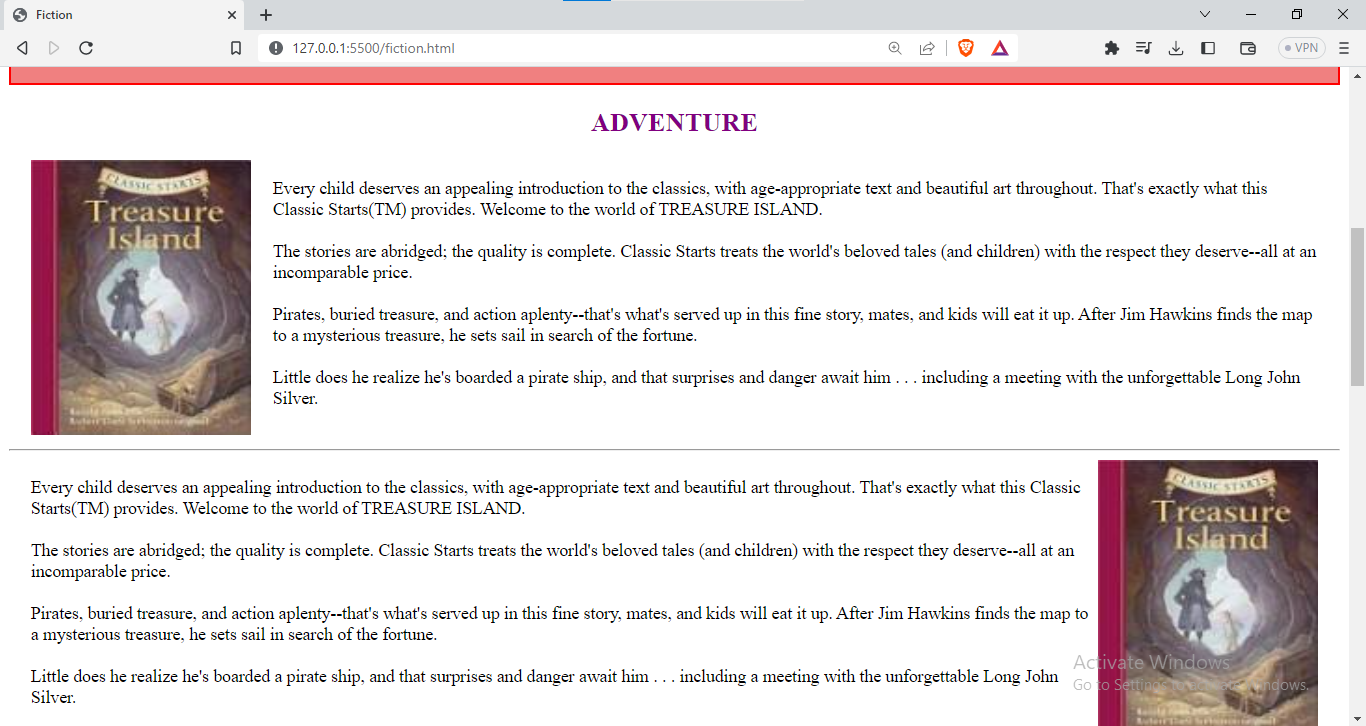 Fiction
127.0.0.1:5500/fiction.html
VPN
ADVENTURE
CLASSIC STARTS
Treasure
Island
Every child deserves an appealing introduction to the classics, with age-appropriate text and beautiful art throughout. That's exactly what this
Classic Starts(TM) provides. Welcome to the world of TREASURE ISLAND.
The stories are abridged; the quality is complete. Classic Starts treats the world's beloved tales (and children) with the respect they deserve--all at an
incomparable price.
Pirates, buried treasure, and action aplenty--that's what's served up in this fine story, mates, and kids will eat it up. After Jim Hawkins finds the map
to a mysterious treasure, he sets sail in search of the fortune.
Little does he realize he's boarded a pirate ship, and that surprises and danger await him . . . including a meeting with the unforgettable Long John
Silver.
Every child deserves an appealing introduction to the classics, with age-appropriate text and beautiful art throughout. That's exactly what this Classic
Starts(TM) provides. Welcome to the world of TREASURE ISLAND.
The stories are abridged; the quality is complete. Classic Starts treats the world's beloved tales (and children) with the respect they deserve--all at an
incomparable price.
Pirates, buried treasure, and action aplenty--that's what's served up in this fine story, mates, and kids will eat it up. After Jim Hawkins finds the map to
a mysterious treasure, he sets sail in search of the fortune.
Little does he realize he's boarded a pirate ship, and that surprises and danger await him . . . including a meeting with the unforgettable Long John
Silver.
CLASSIC STARTS
Treasure
Island
Activate Windows
Go to Settings to activate Windows.